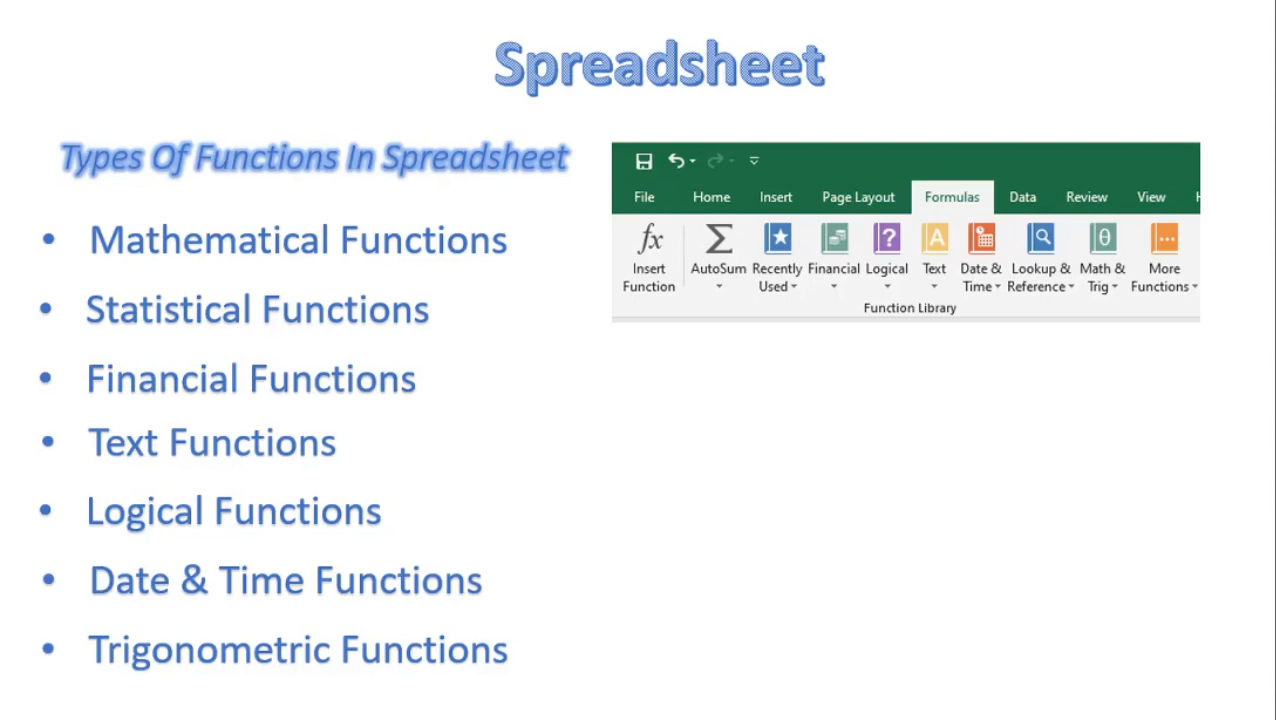 Spreadsheet
Types Of Functions In Spreadsheet
• Mathematical Functions
• Statistical Functions
• Financial Functions
• Text Functions
• Logical Functions
• Date & Time Functions
• Trigonometric Functions
File Home Insert Page Layout Formulas Data Review View
fx Σ A θ
Insert AutoSum Recently Financial Logical Text Date & Lookup & Math & More
Function Used Time Reference Trig Functions
Function Library